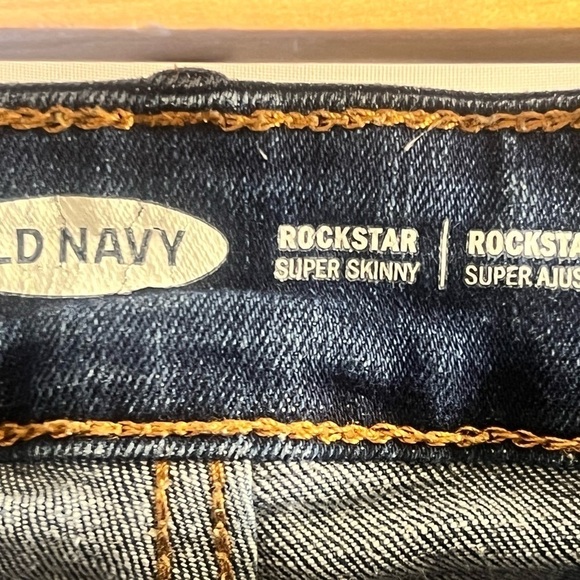 LD NAVY
ROCKSTAR
SUPER SKINNY
ROCKSTA
SUPER AJUS